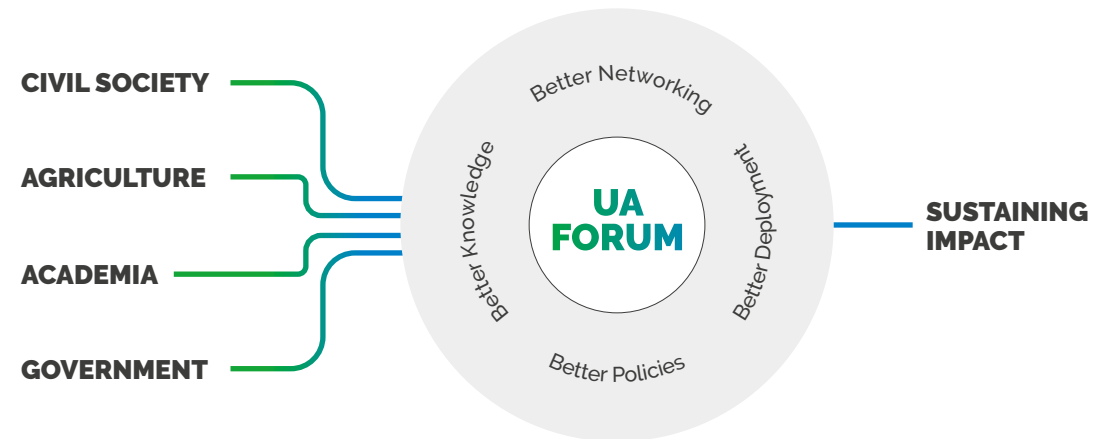 CIVIL SOCIETY
AGRICULTURE
ACADEMIA
GOVERNMENT
Better Networking
Better Knowledge
UA
FORUM
Better Deployment
Better Policies
SUSTAINING
IMPACT